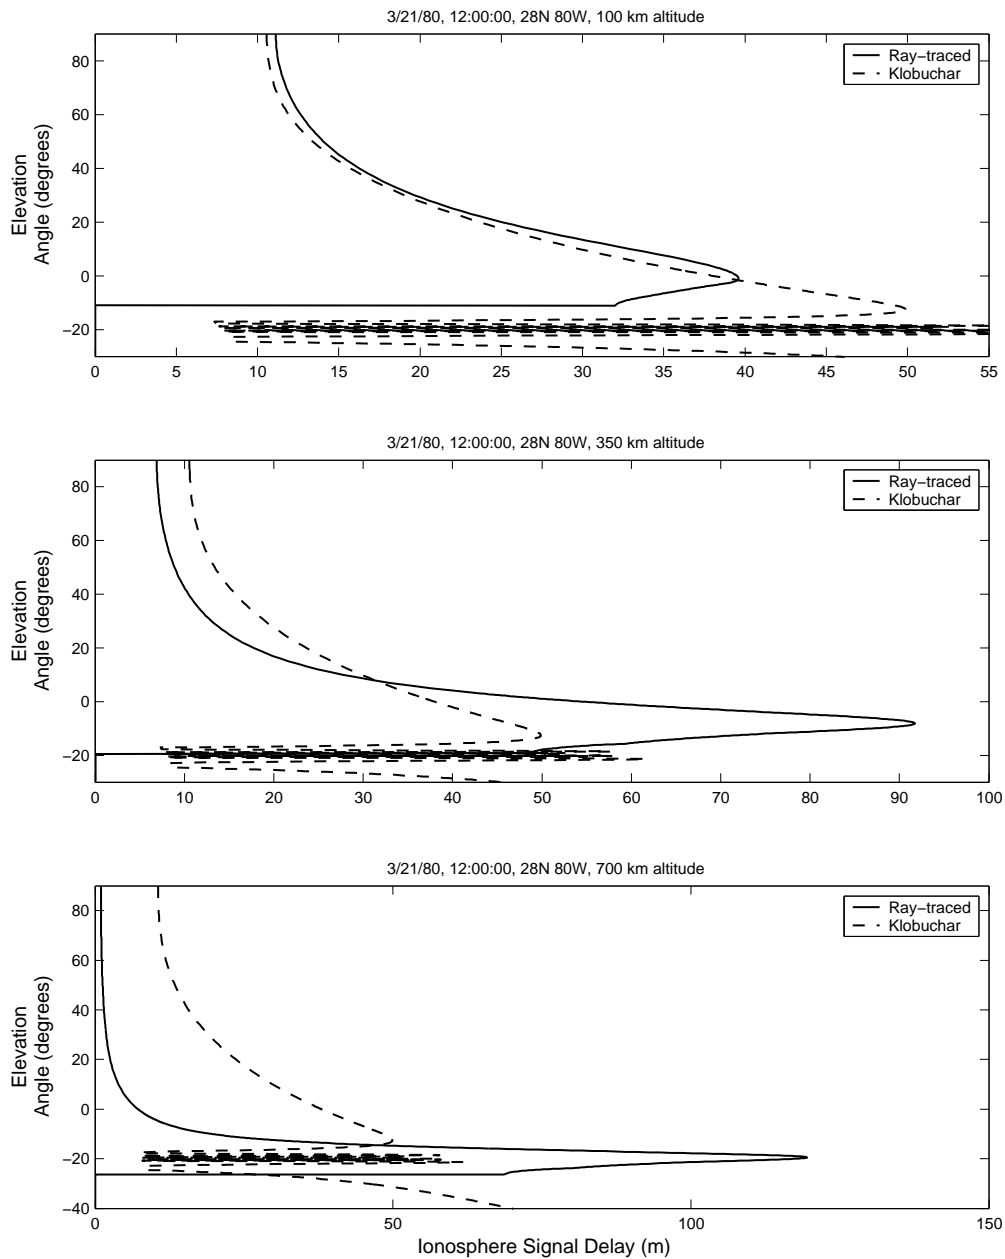 3/21/80, 12:00:00, 28N 80W, 100 km altitude
Ray−traced
Klobuchar
Elevation
Angle (degrees)
80
60
40
20
0
−20
0 5 10 15 20 25 30 35 40 45 50 55
3/21/80, 12:00:00, 28N 80W, 350 km altitude
Ray−traced
Klobuchar
Elevation
Angle (degrees)
80
60
40
20
0
−20
0 10 20 30 40 50 60 70 80 90 100
3/21/80, 12:00:00, 28N 80W, 700 km altitude
Ray−traced
Klobuchar
Elevation
Angle (degrees)
80
60
40
20
0
−20
−40
0 50 100 150
Ionosphere Signal Delay (m)